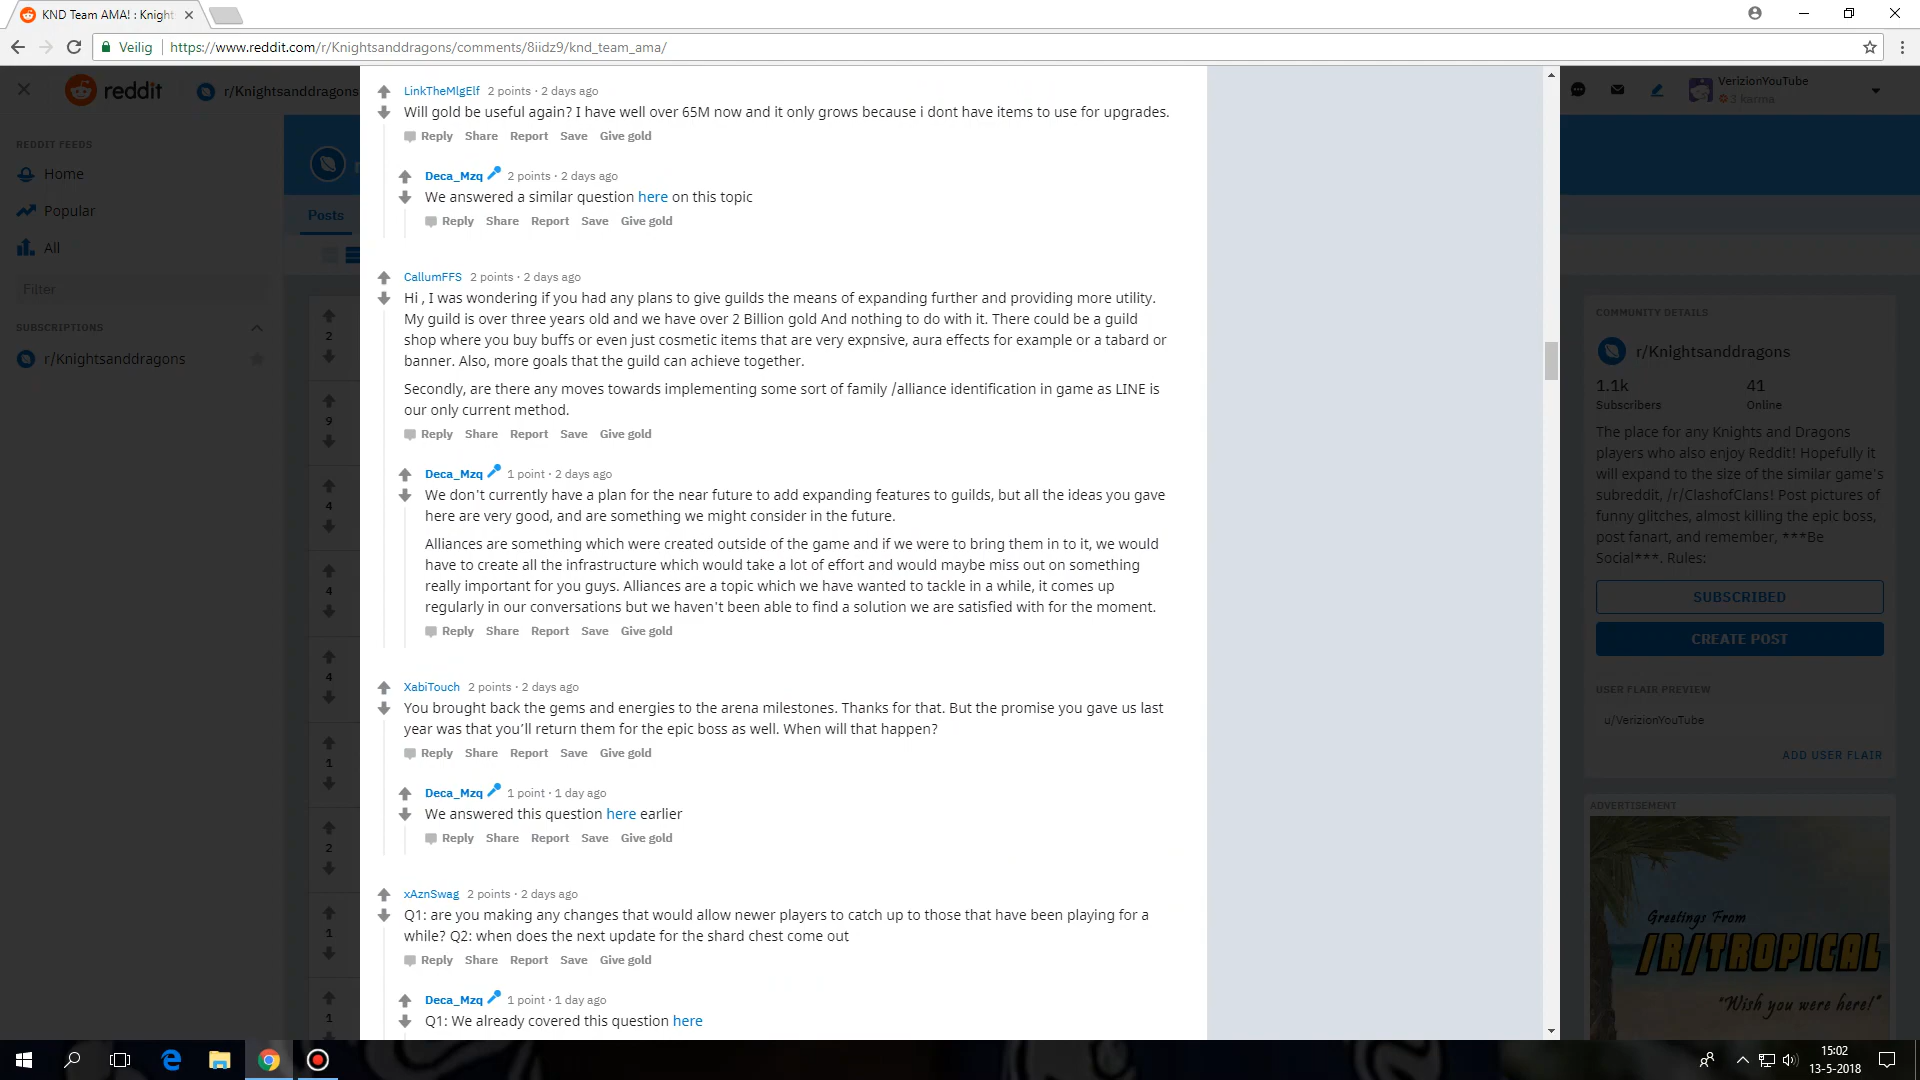 KND Team AMA! : Knight
Veilig
https://www.reddit.com/r/Knightsanddragons/comments/8iidz9/knd_team_ama/
reddit
r/Knightsanddragons
VerizionYouTube
3 karma
REDDIT FEEDS
Home
Popular
All
Filter
SUBSCRIPTIONS
r/Knightsanddragons
Posts
2
9
4
4
4
1
2
1
1
LinkTheMlgElf 2 points · 2 days ago
Will gold be useful again? I have well over 65M now and it only grows because i dont have items to use for upgrades.
Reply Share Report Save Give gold
Deca_Mzq 2 points · 2 days ago
We answered a similar question here on this topic
Reply Share Report Save Give gold
CallumFFS 2 points · 2 days ago
Hi , I was wondering if you had any plans to give guilds the means of expanding further and providing more utility.
My guild is over three years old and we have over 2 Billion gold And nothing to do with it. There could be a guild
shop where you buy buffs or even just cosmetic items that are very expnsive, aura effects for example or a tabard or
banner. Also, more goals that the guild can achieve together.
Secondly, are there any moves towards implementing some sort of family /alliance identification in game as LINE is
our only current method.
Reply Share Report Save Give gold
Deca_Mzq 1 point · 2 days ago
We don't currently have a plan for the near future to add expanding features to guilds, but all the ideas you gave
here are very good, and are something we might consider in the future.
Alliances are something which were created outside of the game and if we were to bring them in to it, we would
have to create all the infrastructure which would take a lot of effort and would maybe miss out on something
really important for you guys. Alliances are a topic which we have wanted to tackle in a while, it comes up
regularly in our conversations but we haven't been able to find a solution we are satisfied with for the moment.
Reply Share Report Save Give gold
XabiTouch 2 points · 2 days ago
You brought back the gems and energies to the arena milestones. Thanks for that. But the promise you gave us last
year was that you’ll return them for the epic boss as well. When will that happen?
Reply Share Report Save Give gold
Deca_Mzq 1 point · 1 day ago
We answered this question here earlier
Reply Share Report Save Give gold
xAznSwag 2 points · 2 days ago
Q1: are you making any changes that would allow newer players to catch up to those that have been playing for a
while? Q2: when does the next update for the shard chest come out
Reply Share Report Save Give gold
Deca_Mzq 1 point · 1 day ago
Q1: We already covered this question here
COMMUNITY DETAILS
r/Knightsanddragons
1.1k 41
Subscribers Online
The place for any Knights and Dragons
players who also enjoy Reddit! Hopefully it
will expand to the size of the similar game's
subreddit, /r/ClashofClans! Post pictures of
funny glitches, almost killing the epic boss,
post fanart, and remember, ***Be
Social***. Rules:
SUBSCRIBED
CREATE POST
USER FLAIR PREVIEW
u/VerizionYouTube
ADD USER FLAIR
ADVERTISEMENT
Greetings From
/R/TROPICAL
"Wish you were here!"
15:02
13-5-2018